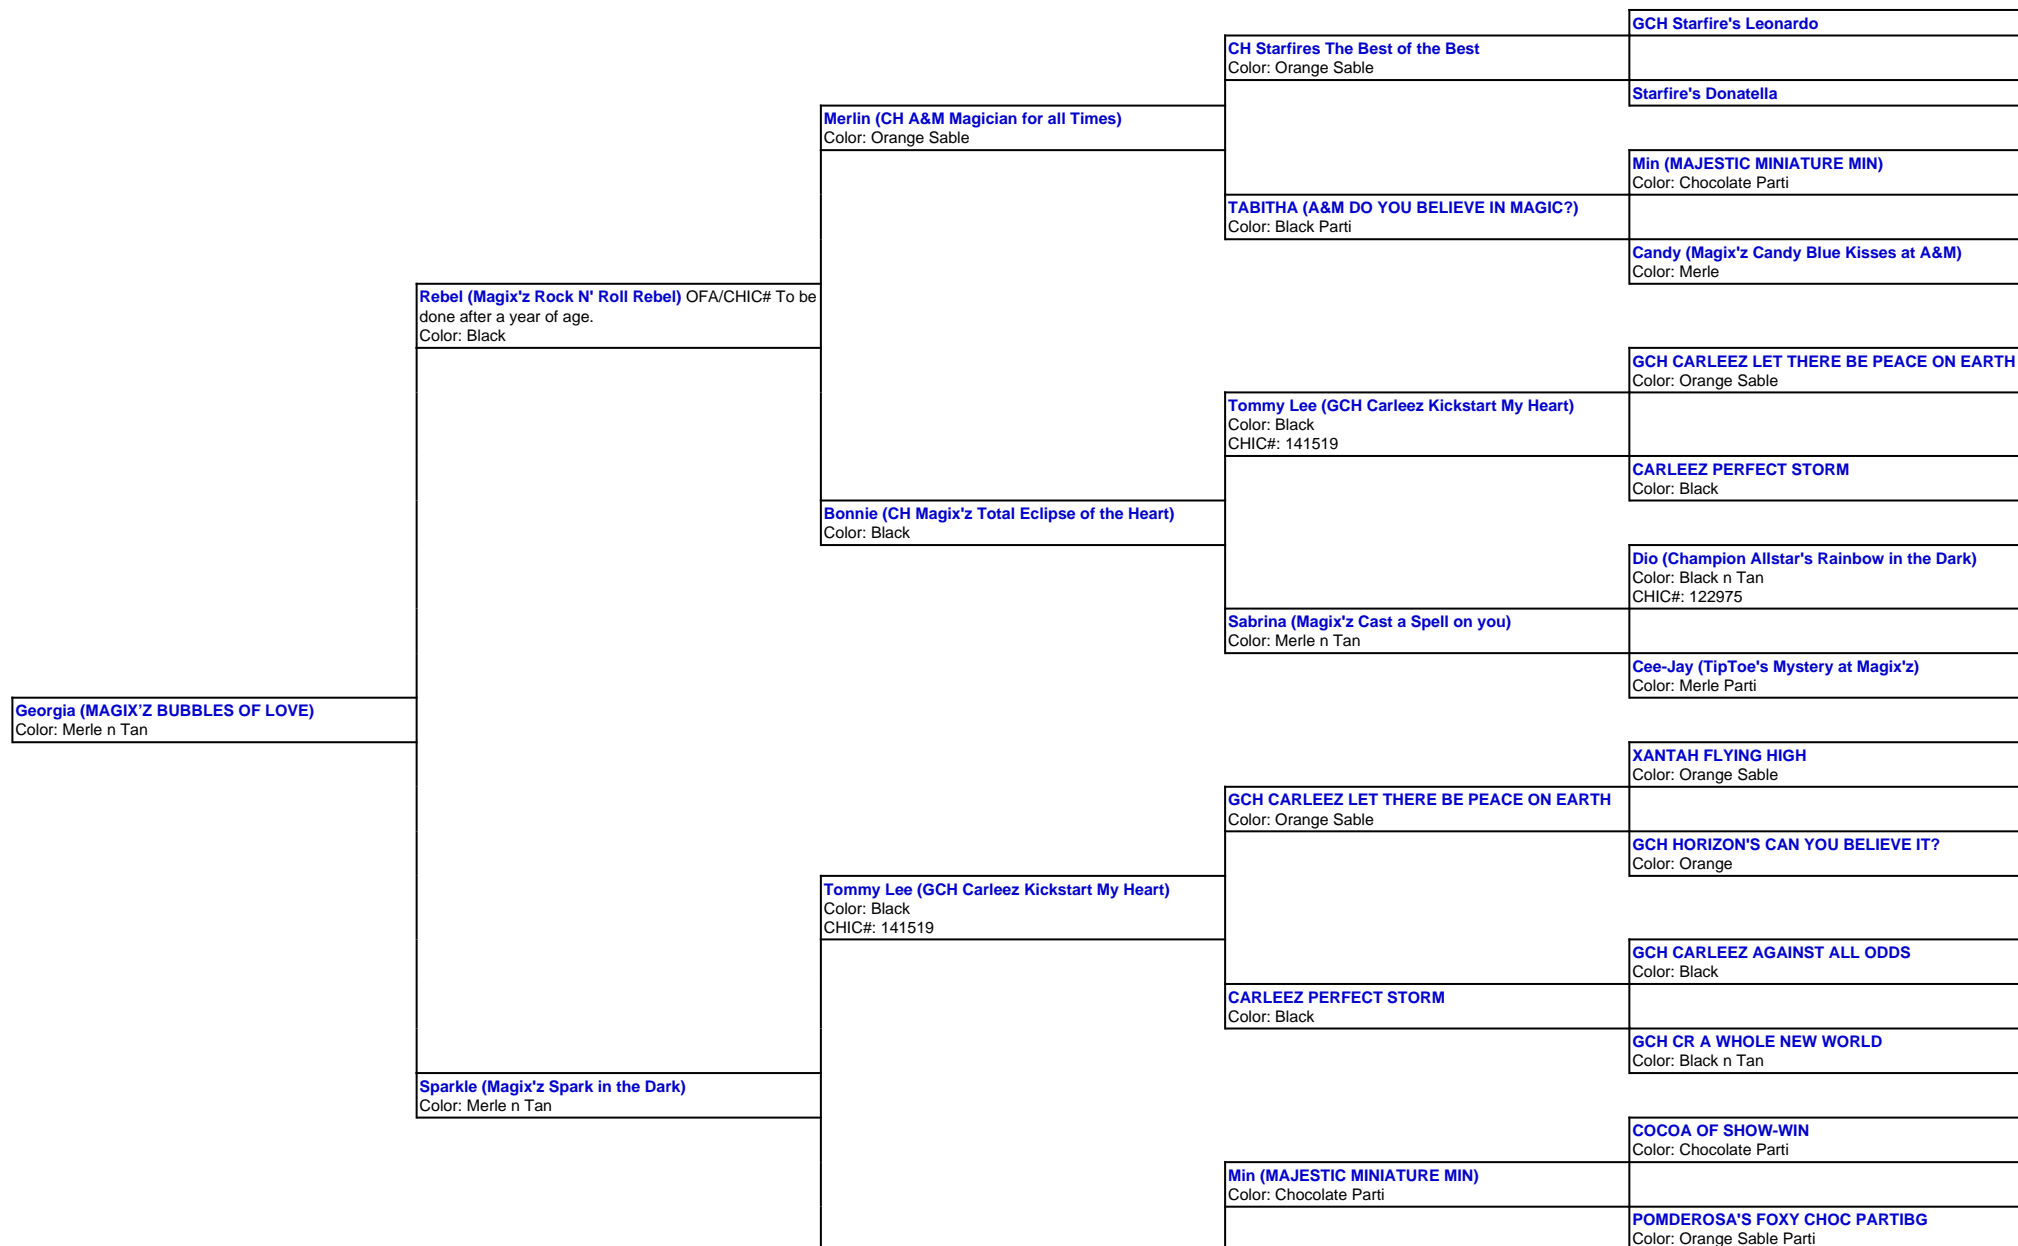 GCH Starfire's Leonardo
CH Starfires The Best of the Best
Color: Orange Sable
Starfire's Donatella
Merlin (CH A&M Magician for all Times)
Color: Orange Sable
Min (MAJESTIC MINIATURE MIN)
Color: Chocolate Parti
TABITHA (A&M DO YOU BELIEVE IN MAGIC?)
Color: Black Parti
Candy (Magix'z Candy Blue Kisses at A&M)
Color: Merle
Rebel (Magix'z Rock N' Roll Rebel) OFA/CHIC# To be
done after a year of age.
Color: Black
GCH CARLEEZ LET THERE BE PEACE ON EARTH
Color: Orange Sable
Tommy Lee (GCH Carleez Kickstart My Heart)
Color: Black
CHIC#: 141519
CARLEEZ PERFECT STORM
Color: Black
Bonnie (CH Magix'z Total Eclipse of the Heart)
Color: Black
Dio (Champion Allstar's Rainbow in the Dark)
Color: Black n Tan
CHIC#: 122975
Sabrina (Magix'z Cast a Spell on you)
Color: Merle n Tan
Cee-Jay (TipToe's Mystery at Magix'z)
Color: Merle Parti
Georgia (MAGIX’Z BUBBLES OF LOVE)
Color: Merle n Tan
XANTAH FLYING HIGH
Color: Orange Sable
GCH CARLEEZ LET THERE BE PEACE ON EARTH
Color: Orange Sable
GCH HORIZON'S CAN YOU BELIEVE IT?
Color: Orange
Tommy Lee (GCH Carleez Kickstart My Heart)
Color: Black
CHIC#: 141519
GCH CARLEEZ AGAINST ALL ODDS
Color: Black
CARLEEZ PERFECT STORM
Color: Black
GCH CR A WHOLE NEW WORLD
Color: Black n Tan
Sparkle (Magix'z Spark in the Dark)
Color: Merle n Tan
COCOA OF SHOW-WIN
Color: Chocolate Parti
Min (MAJESTIC MINIATURE MIN)
Color: Chocolate Parti
POMDEROSA'S FOXY CHOC PARTIBG
Color: Orange Sable Parti